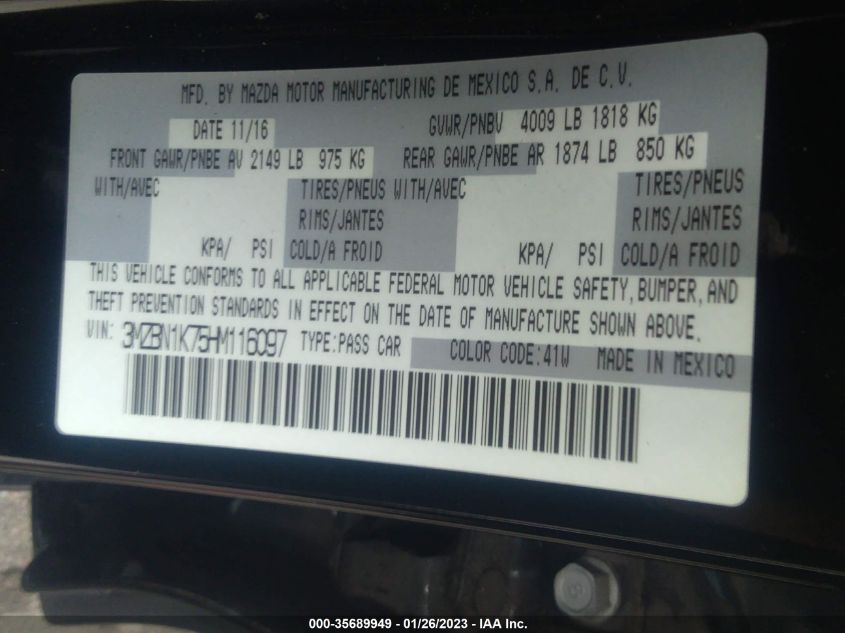 MFD. BY MAZDA MOTOR MANUFACTURING DE MEXICO S.A. DE C.V.
DATE 11/16 GVWR/PNBV 4009 LB 1818 KG
FRONT GAWR/PNBE AV 2149 LB 975 KG REAR GAWR/PNBE AR 1874 LB 850 KG
WITH/AVEC TIRES/PNEUS WITH/AVEC TIRES/PNEUS
RIMS/JANTES RIMS/JANTES
KPA/ PSI COLD/A FROID KPA/ PSI COLD/A FROID
THIS VEHICLE CONFORMS TO ALL APPLICABLE FEDERAL MOTOR VEHICLE SAFETY, BUMPER, AND
THEFT PREVENTION STANDARDS IN EFFECT ON THE DATE OF MANUFACTURE SHOWN ABOVE.
VIN: 3MZBN1K75HM116097 TYPE:PASS CAR COLOR CODE:41W MADE IN MEXICO
000-35689949 - 01/26/2023 - IAA Inc.